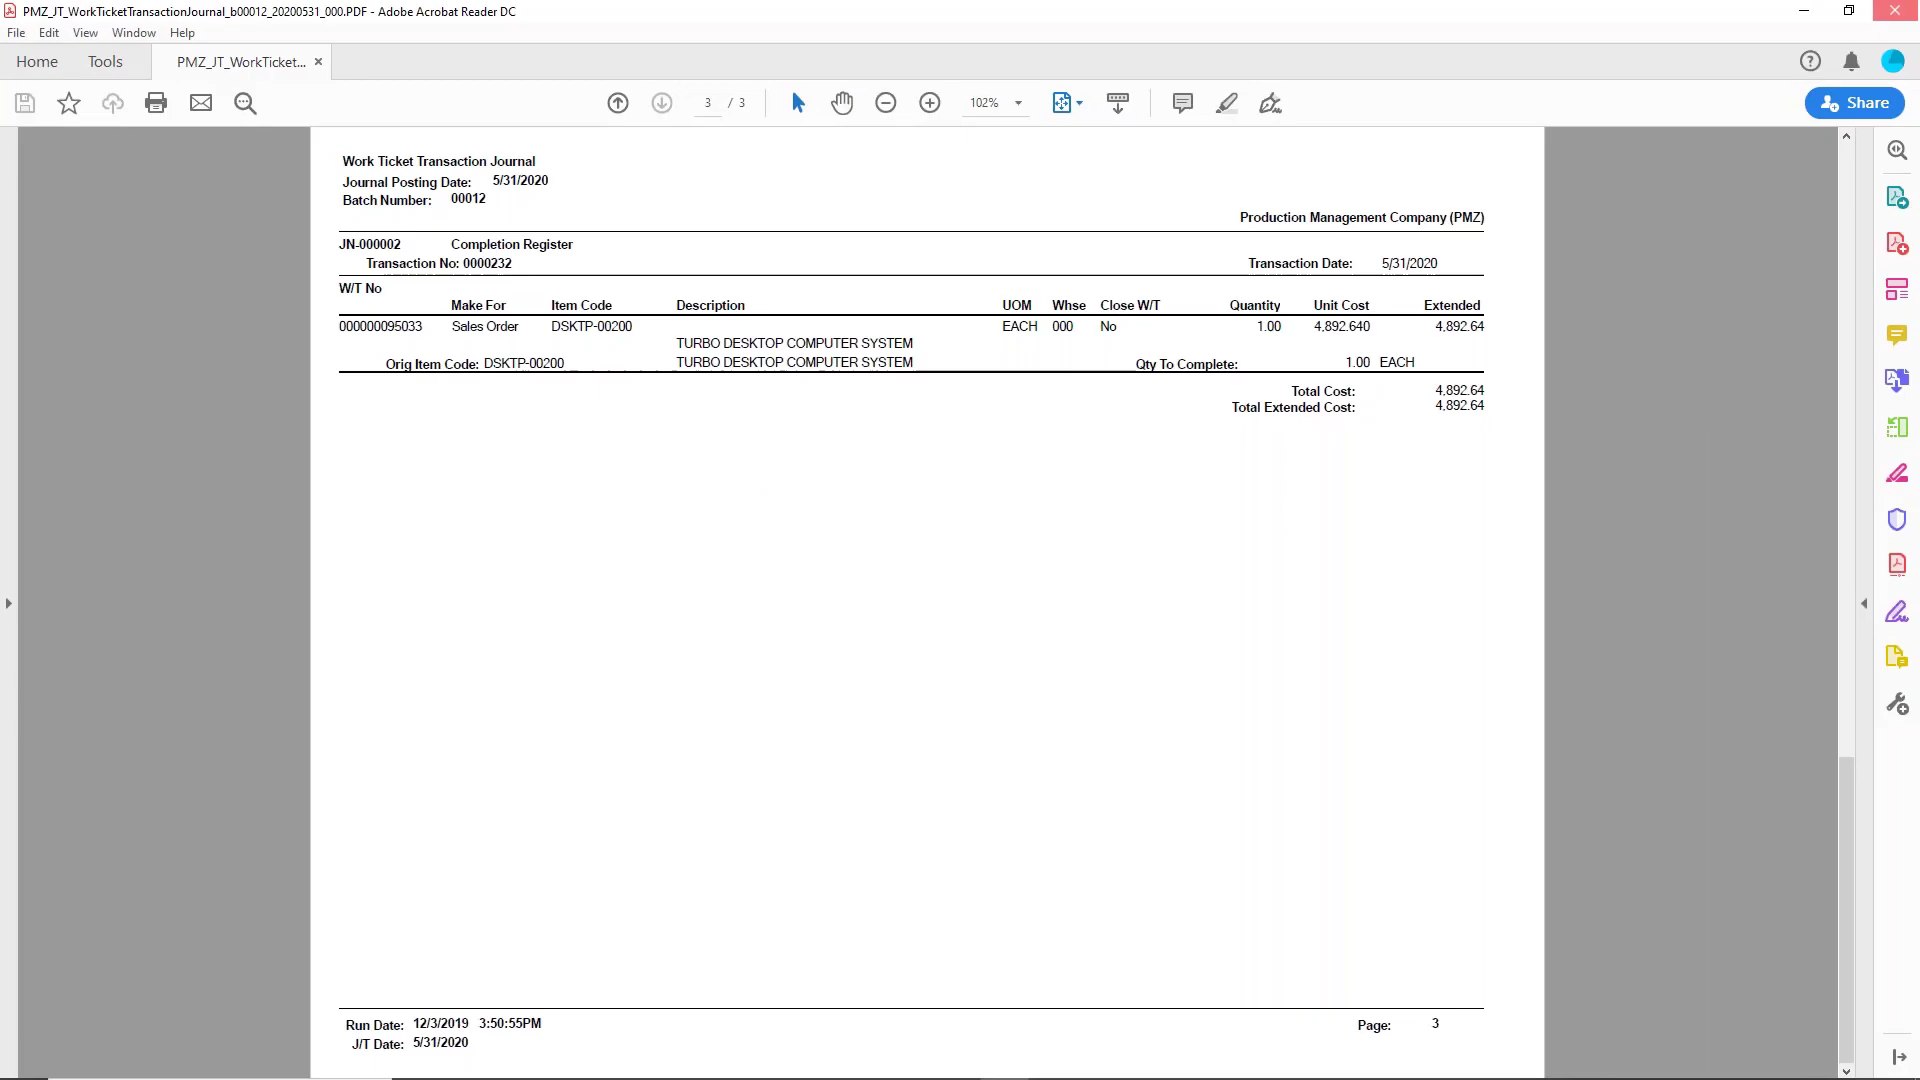 PMZ_JT_WorkTicketTransactionJournal_b00012_20200531_000.PDF - Adobe Acrobat Reader DC
File Edit View Window Help
Home Tools PMZ_JT_WorkTicket... ×
3 / 3 102% Share
Work Ticket Transaction Journal
Journal Posting Date: 5/31/2020
Batch Number: 00012
Production Management Company (PMZ)
JN-000002 Completion Register
Transaction No: 0000232 Transaction Date: 5/31/2020
W/T No
Make For Item Code Description UOM Whse Close W/T Quantity Unit Cost Extended
000000095033 Sales Order DSKTP-00200 EACH 000 No 1.00 4,892.640 4,892.64
TURBO DESKTOP COMPUTER SYSTEM
Orig Item Code: DSKTP-00200 TURBO DESKTOP COMPUTER SYSTEM Qty To Complete: 1.00 EACH
Total Cost: 4,892.64
Total Extended Cost: 4,892.64
Run Date: 12/3/2019 3:50:55PM Page: 3
J/T Date: 5/31/2020